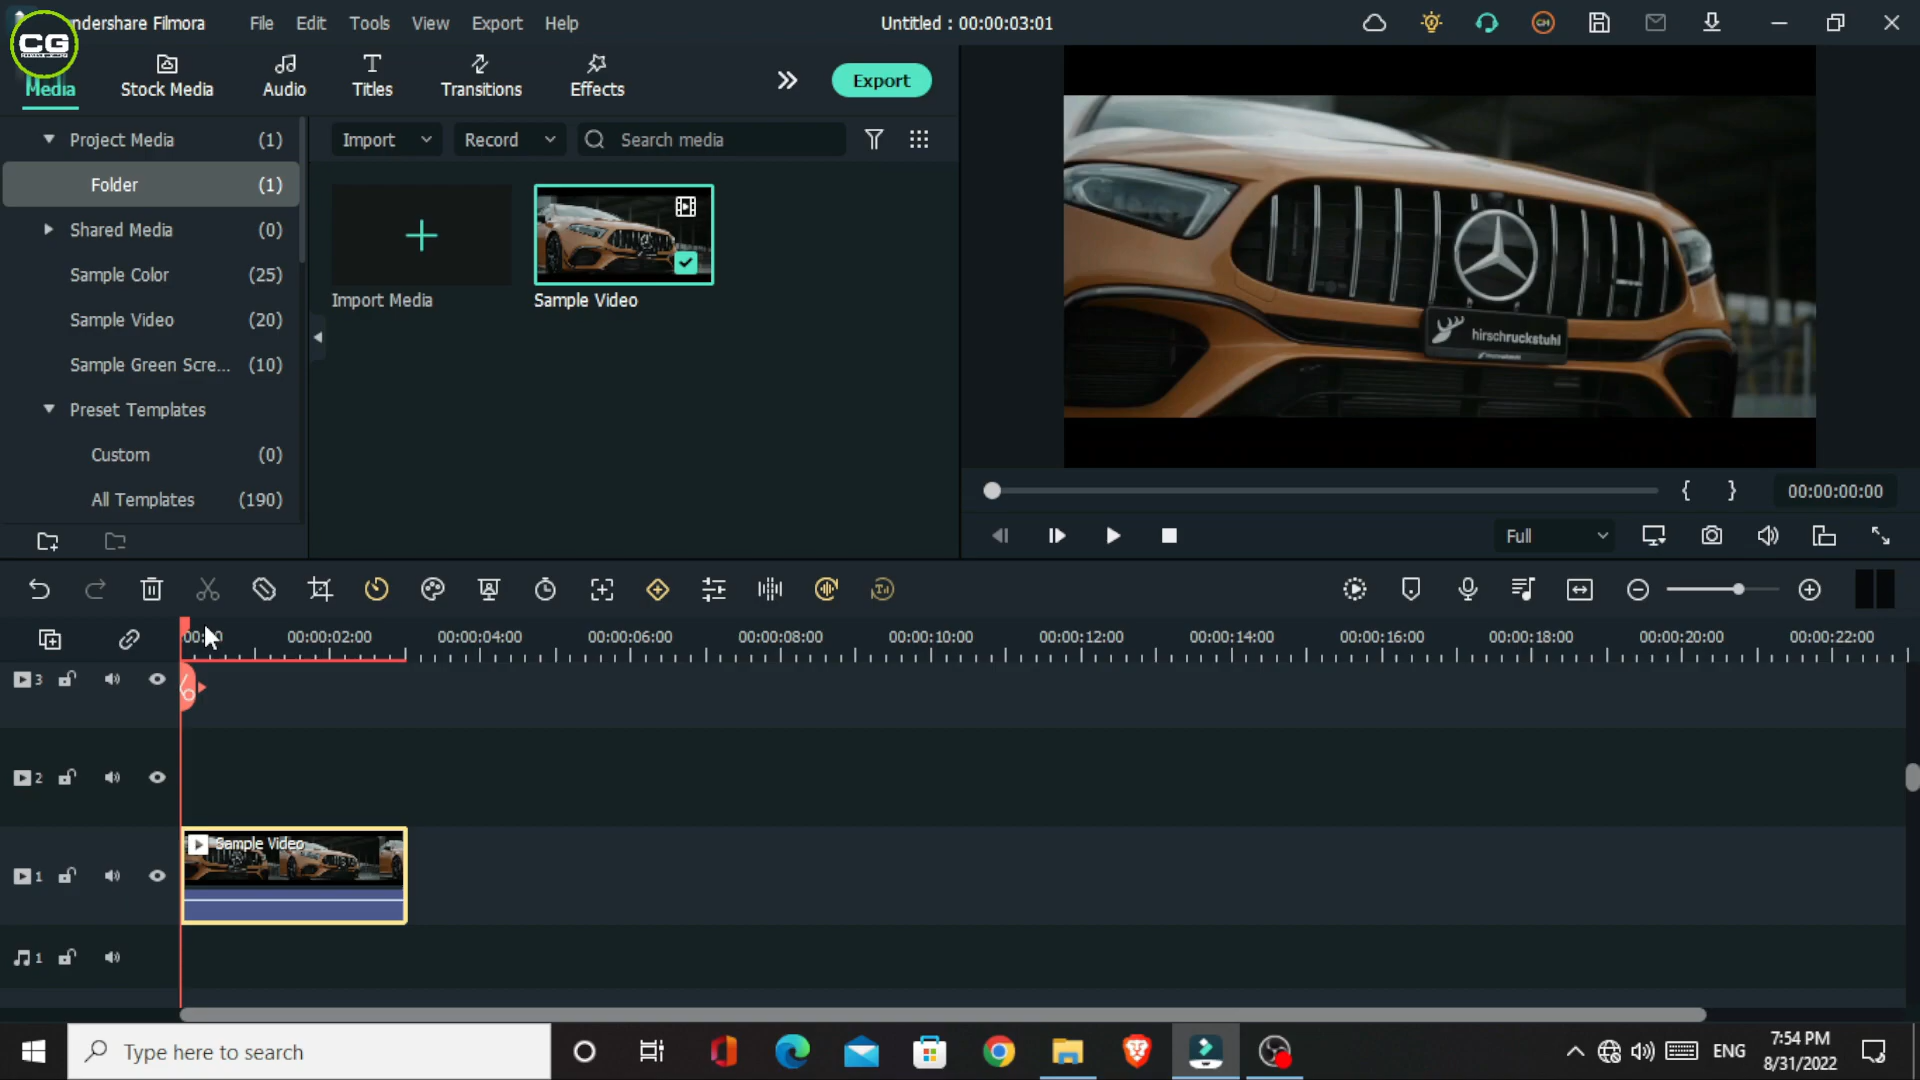 CG
ndershare Filmora
File
Edit
Tools
View
Export
Help
Untitled : 00:00:03:01
CH
Media
Stock Media
Audio
Titles
Transitions
Effects
Export
Project Media (1)
Folder (1)
Shared Media (0)
Sample Color (25)
Sample Video (20)
Sample Green Scre... (10)
Preset Templates
Custom (0)
All Templates (190)
Import
Record
Search media
Import Media
Sample Video
hirschruckstuhl
00:00:00:00
Full
00:00:02:00
00:00:04:00
00:00:06:00
00:00:08:00
00:00:10:00
00:00:12:00
00:00:14:00
00:00:16:00
00:00:18:00
00:00:20:00
00:00:22:00
3
2
Sample Video
1
1
Type here to search
ENG
7:54 PM
8/31/2022